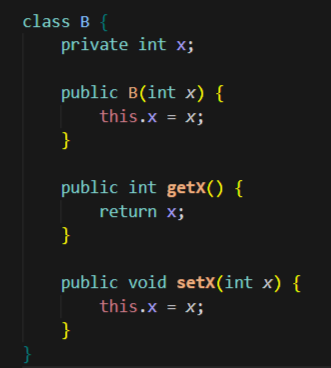 class B {
    private int x;

    public B(int x) {
        this.x = x;
    }

    public int getX() {
        return x;
    }

    public void setX(int x) {
        this.x = x;
    }
}